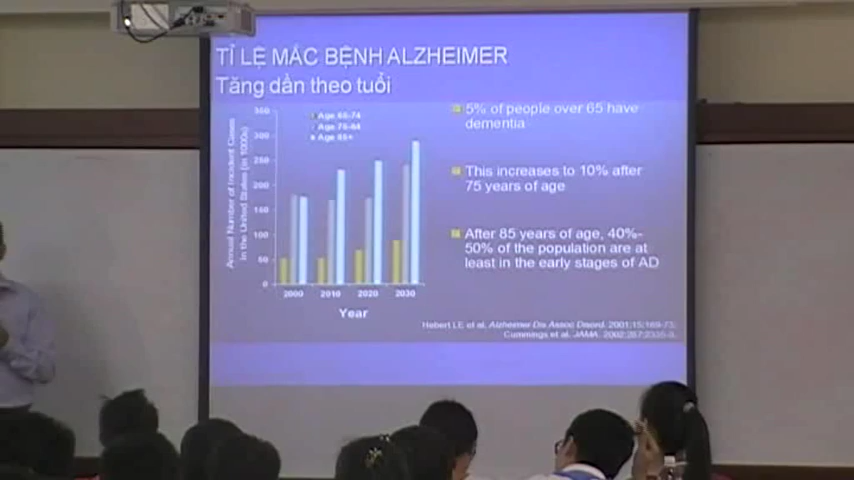 TỈ LỆ MẮC BỆNH ALZHEIMER
Tăng dần theo tuổi
Annual Number of Incident Cases
in the United States (in 1000s)
350
300
250
200
150
100
50
0
Age 65-74
Age 75-84
Age 85+
2000 2010 2020 2030
Year
5% of people over 65 have
dementia
This increases to 10% after
75 years of age
After 85 years of age, 40%-
50% of the population are at
least in the early stages of AD
Hebert LE et al. Alzheimer Dis Assoc Disord. 2001;15:169-73.
Cummings et al. JAMA. 2002;287:2335-8.